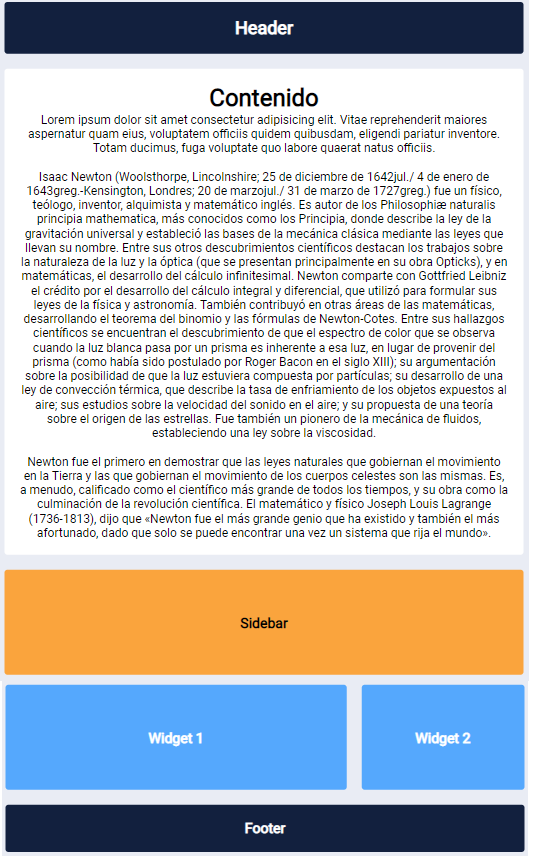 Header
Contenido
Lorem ipsum dolor sit amet consectetur adipisicing elit. Vitae reprehenderit maiores
aspernatur quam eius, voluptatem officiis quidem quibusdam, eligendi pariatur inventore.
Totam ducimus, fuga voluptate quo labore quaerat natus officiis.
Isaac Newton (Woolsthorpe, Lincolnshire; 25 de diciembre de 1642jul./ 4 de enero de
1643greg.-Kensington, Londres; 20 de marzojul./ 31 de marzo de 1727greg.) fue un físico,
teólogo, inventor, alquimista y matemático inglés. Es autor de los Philosophiæ naturalis
principia mathematica, más conocidos como los Principia, donde describe la ley de la
gravitación universal y estableció las bases de la mecánica clásica mediante las leyes que
llevan su nombre. Entre sus otros descubrimientos científicos destacan los trabajos sobre
la naturaleza de la luz y la óptica (que se presentan principalmente en su obra Opticks), y en
matemáticas, el desarrollo del cálculo infinitesimal. Newton comparte con Gottfried Leibniz
el crédito por el desarrollo del cálculo integral y diferencial, que utilizó para formular sus
leyes de la física y astronomía. También contribuyó en otras áreas de las matemáticas,
desarrollando el teorema del binomio y las fórmulas de Newton-Cotes. Entre sus hallazgos
científicos se encuentran el descubrimiento de que el espectro de color que se observa
cuando la luz blanca pasa por un prisma es inherente a esa luz, en lugar de provenir del
prisma (como había sido postulado por Roger Bacon en el siglo XIII); su argumentación
sobre la posibilidad de que la luz estuviera compuesta por partículas; su desarrollo de una
ley de convección térmica, que describe la tasa de enfriamiento de los objetos expuestos al
aire; sus estudios sobre la velocidad del sonido en el aire; y su propuesta de una teoría
sobre el origen de las estrellas. Fue también un pionero de la mecánica de fluidos,
estableciendo una ley sobre la viscosidad.
Newton fue el primero en demostrar que las leyes naturales que gobiernan el movimiento
en la Tierra y las que gobiernan el movimiento de los cuerpos celestes son las mismas. Es,
a menudo, calificado como el científico más grande de todos los tiempos, y su obra como la
culminación de la revolución científica. El matemático y físico Joseph Louis Lagrange
(1736-1813), dijo que «Newton fue el más grande genio que ha existido y también el más
afortunado, dado que solo se puede encontrar una vez un sistema que rija el mundo».
Sidebar
Widget 1
Widget 2
Footer